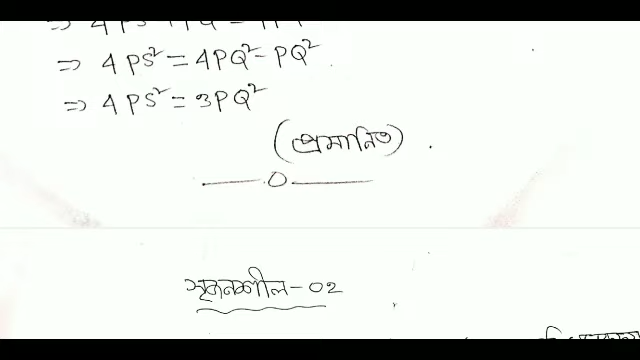 ⇒ 4PS² = 4PQ² − PQ²
⇒ 4PS² = 3PQ²
(প্রমানিত)
সৃজনশীল - 02